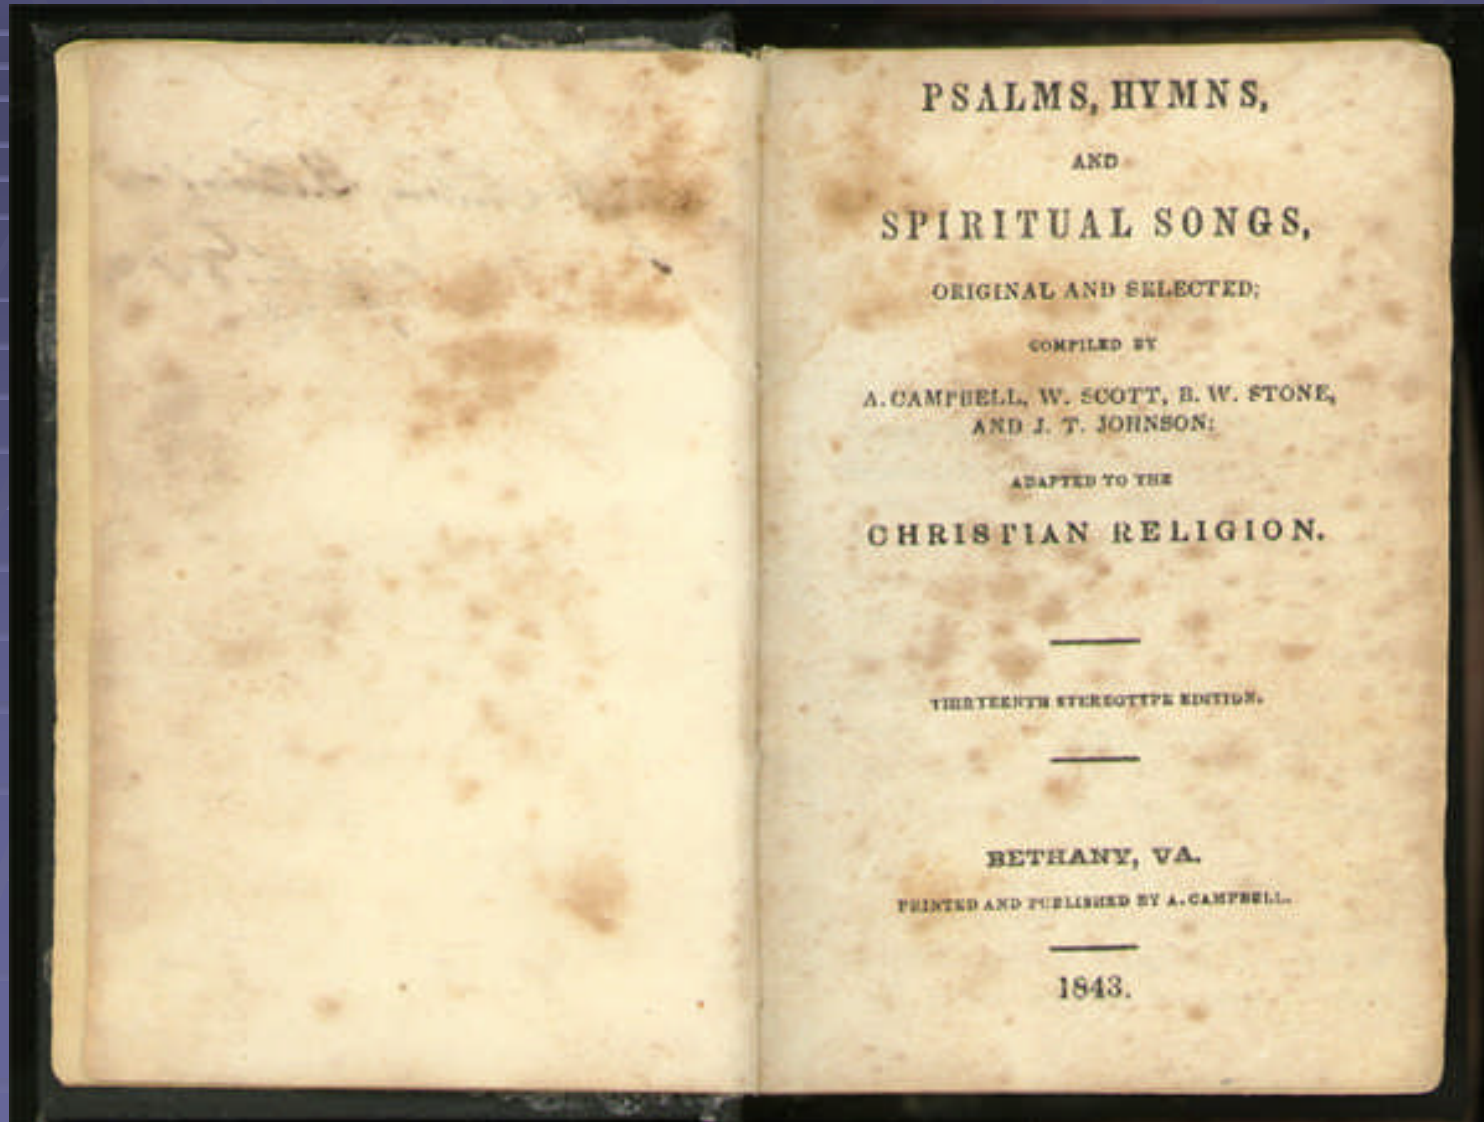 PSALMS, HYMNS,
AND
SPIRITUAL SONGS,
ORIGINAL AND SELECTED;
COMPILED BY
A. CAMPBELL, W. SCOTT, B. W. STONE,
AND J. T. JOHNSON;
ADAPTED TO THE
CHRISTIAN RELIGION.
THIRTEENTH STEREOTYPE EDITION.
BETHANY, VA.
PRINTED AND PUBLISHED BY A. CAMPBELL.
1843.